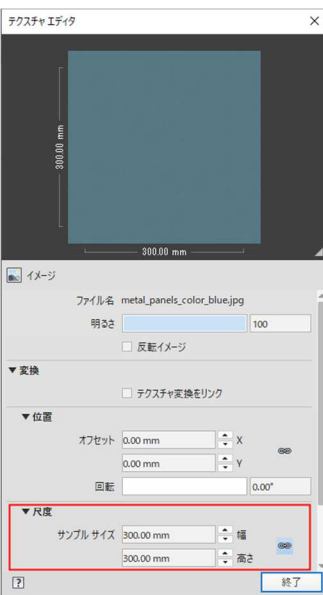 テクスチャ エディタ
300.00 mm
300.00 mm
イメージ
ファイル名 metal_panels_color_blue.jpg
明るさ 100
反転イメージ
▼変換
テクスチャ変換をリンク
▼位置
オフセット 0.00 mm X
0.00 mm Y
回転 0.00°
▼尺度
サンプル サイズ 300.00 mm 幅
300.00 mm 高さ
? 終了